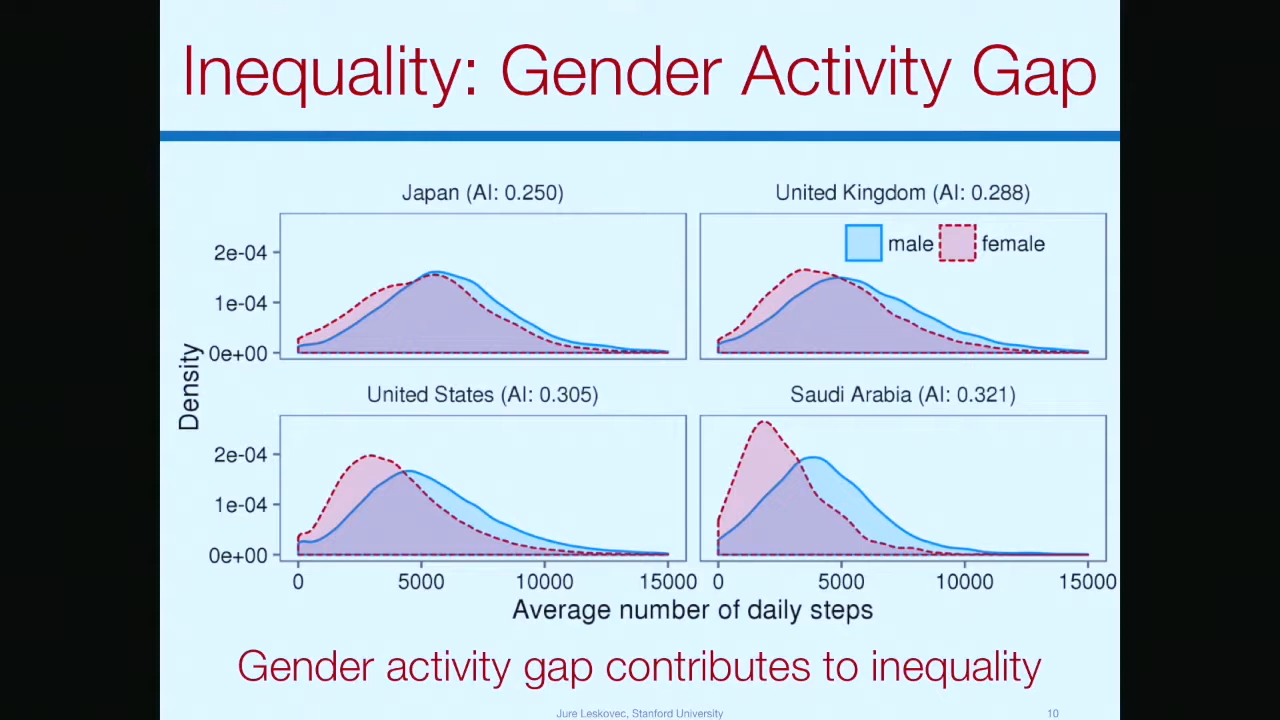 Inequality: Gender Activity Gap
Japan (AI: 0.250)
United Kingdom (AI: 0.288)
male female
2e-04
1e-04
0e+00
Density
United States (AI: 0.305)
Saudi Arabia (AI: 0.321)
2e-04
1e-04
0e+00
0 5000 10000 15000 0 5000 10000 15000
Average number of daily steps
Gender activity gap contributes to inequality
Jure Leskovec, Stanford University 10